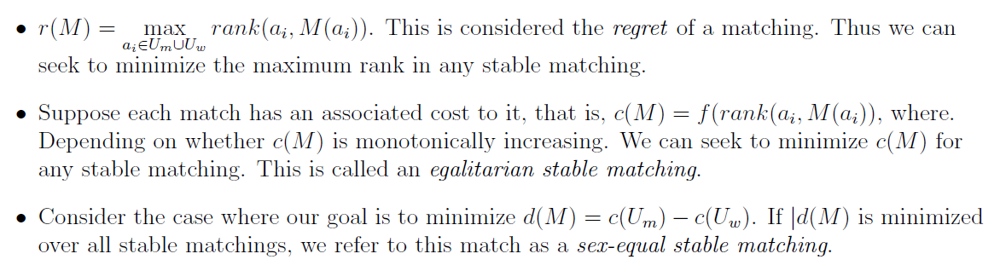 • r(M) = max rank(a_i, M(a_i)). This is considered the regret of a matching. Thus we can
a_i∈U_m∪U_w
seek to minimize the maximum rank in any stable matching.
• Suppose each match has an associated cost to it, that is, c(M) = f(rank(a_i, M(a_i)), where.
Depending on whether c(M) is monotonically increasing. We can seek to minimize c(M) for
any stable matching. This is called an egalitarian stable matching.
• Consider the case where our goal is to minimize d(M) = c(U_m) − c(U_w). If |d(M) is minimized
over all stable matchings, we refer to this match as a sex-equal stable matching.